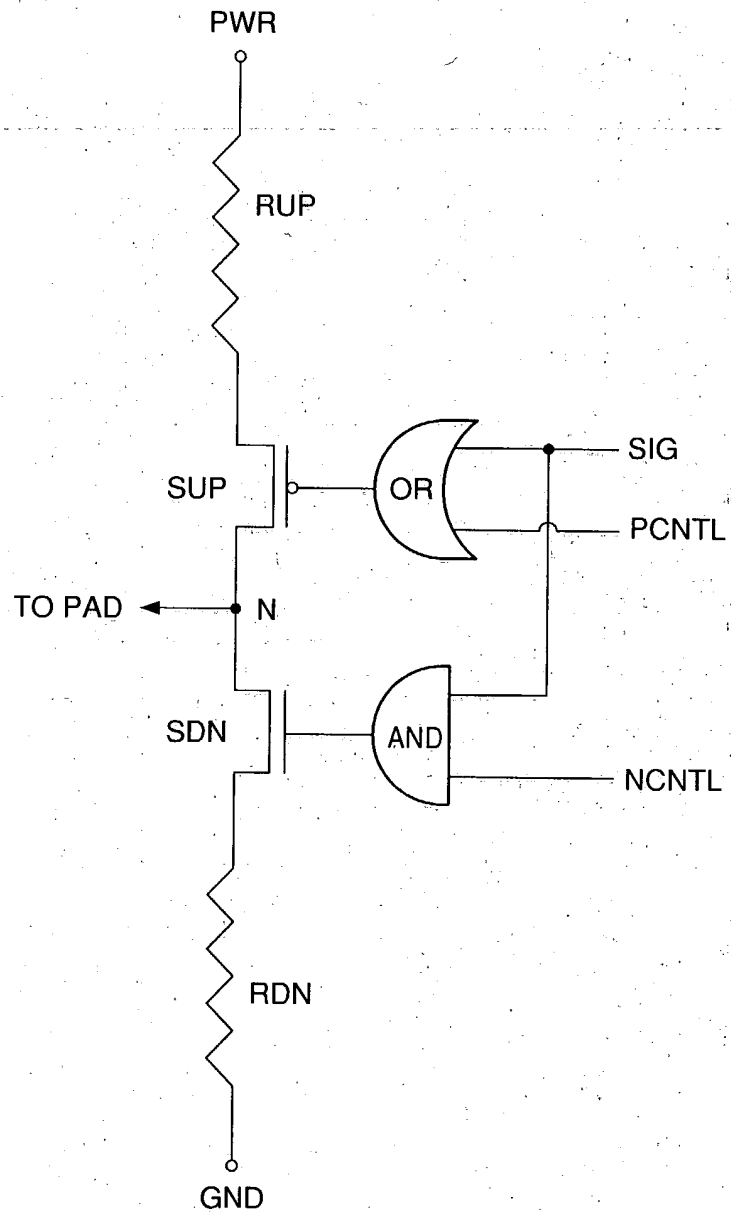 PWR
RUP
SUP
OR
SIG
PCNTL
TO PAD
N
SDN
AND
NCNTL
RDN
GND